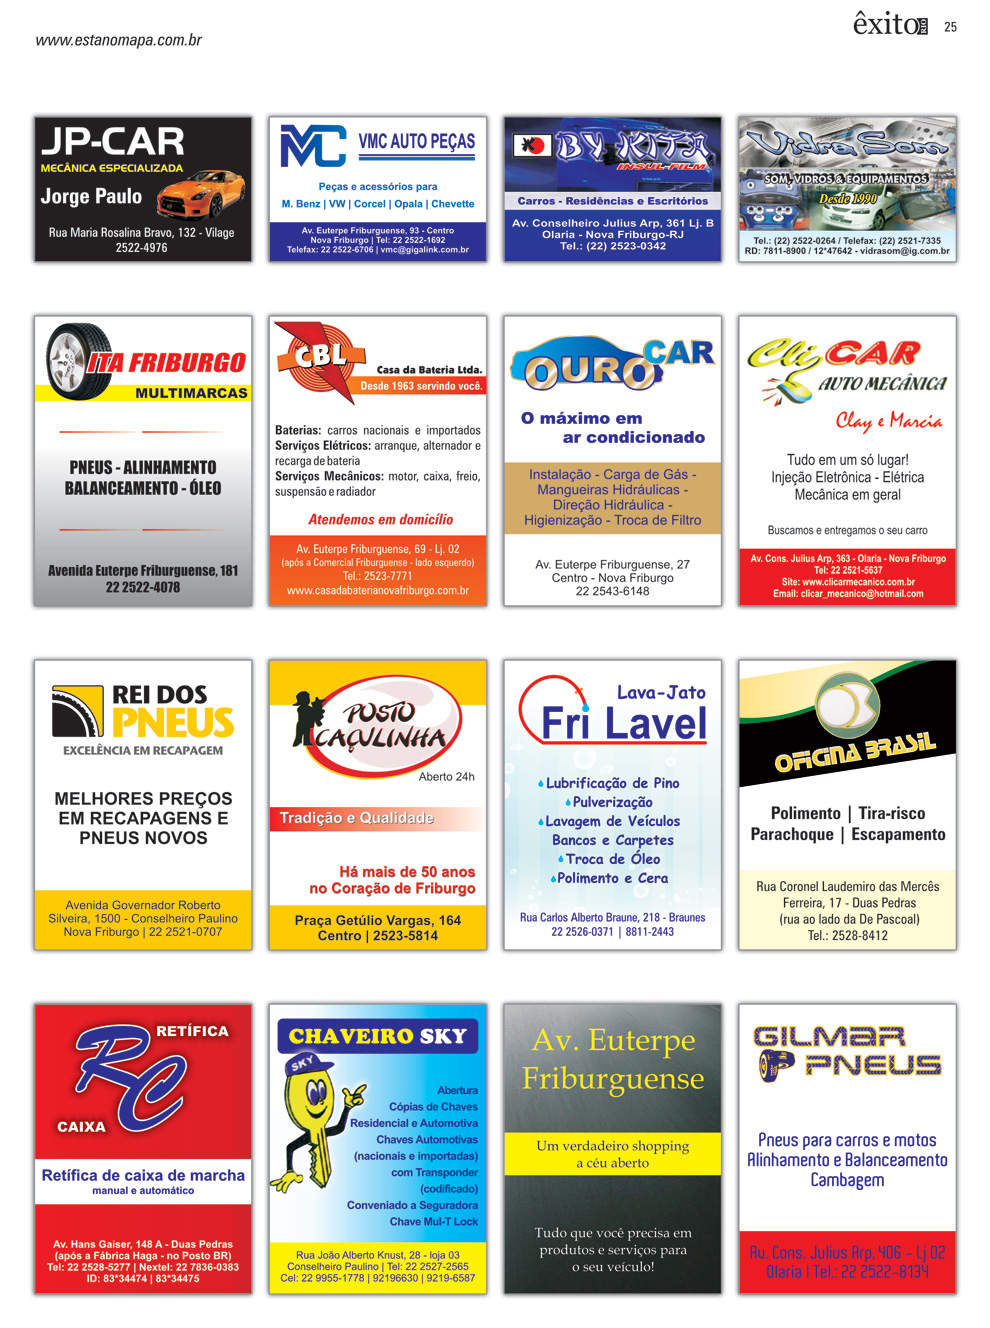 www.estanomapa.com.br
êxito
25
JP-CAR
MECÂNICA ESPECIALIZADA
Jorge Paulo
Rua Maria Rosalina Bravo, 132 - Vilage
2522-4976
MC
VMC AUTO PEÇAS
Peças e acessórios para
M. Benz | VW | Corcel | Opala | Chevette
Av. Euterpe Friburguense, 93 - Centro
Nova Friburgo | Tel: 22 2522-1692
Telefax: 22 2522-6706 | vmc@gigalink.com.br
BY KITA
INSUL-FILM
Carros - Residências e Escritórios
Av. Conselheiro Julius Arp, 361 Lj. B
Olaria - Nova Friburgo-RJ
Tel.: (22) 2523-0342
Vidra Som
SOM, VIDROS & EQUIPAMENTOS
Desde 1990
Tel.: (22) 2522-0264 / Telefax: (22) 2521-7335
RD: 7811-8900 / 12*47642 - vidrasom@ig.com.br
ITA FRIBURGO
MULTIMARCAS
PNEUS - ALINHAMENTO
BALANCEAMENTO - ÓLEO
Avenida Euterpe Friburguense, 181
22 2522-4078
CBL
Casa da Bateria Ltda.
Desde 1963 servindo você.
Baterias: carros nacionais e importados
Serviços Elétricos: arranque, alternador e
recarga de bateria
Serviços Mecânicos: motor, caixa, freio,
suspensão e radiador
Atendemos em domicílio
Av. Euterpe Friburguense, 69 - Lj. 02
(após a Comercial Friburguense - lado esquerdo)
Tel.: 2523-7771
www.casadabaterianovafriburgo.com.br
OURO CAR
O máximo em
ar condicionado
Instalação - Carga de Gás -
Mangueiras Hidráulicas -
Direção Hidráulica -
Higienização - Troca de Filtro
Av. Euterpe Friburguense, 27
Centro - Nova Friburgo
22 2543-6148
Cli CAR
AUTO MECÂNICA
Clay e Marcia
Tudo em um só lugar!
Injeção Eletrônica - Elétrica
Mecânica em geral
Buscamos e entregamos o seu carro
Av. Cons. Julius Arp, 363 - Olaria - Nova Friburgo
Tel: 22 2521-5637
Site: www.clicarmecanico.com.br
Email: clicar_mecanico@hotmail.com
REI DOS
PNEUS
EXCELÊNCIA EM RECAPAGEM
MELHORES PREÇOS
EM RECAPAGENS E
PNEUS NOVOS
Avenida Governador Roberto
Silveira, 1500 - Conselheiro Paulino
Nova Friburgo | 22 2521-0707
POSTO
CAÇULINHA
Aberto 24h
Tradição e Qualidade
Há mais de 50 anos
no Coração de Friburgo
Praça Getúlio Vargas, 164
Centro | 2523-5814
Lava-Jato
Fri Lavel
Lubrificação de Pino
Pulverização
Lavagem de Veículos
Bancos e Carpetes
Troca de Óleo
Polimento e Cera
Rua Carlos Alberto Braune, 218 - Braunes
22 2526-0371 | 8811-2443
OFICINA BRASIL
Polimento | Tira-risco
Parachoque | Escapamento
Rua Coronel Laudemiro das Mercês
Ferreira, 17 - Duas Pedras
(rua ao lado da De Pascoal)
Tel.: 2528-8412
RETÍFICA
RC
CAIXA
Retífica de caixa de marcha
manual e automático
Av. Hans Gaiser, 148 A - Duas Pedras
(após a Fábrica Haga - no Posto BR)
Tel: 22 2528-5277 | Nextel: 22 7836-0383
ID: 83*34474 | 83*34475
CHAVEIRO SKY
SKY
Abertura
Cópias de Chaves
Residencial e Automotiva
Chaves Automotivas
(nacionais e importadas)
com Transponder
(codificado)
Conveniado a Seguradora
Chave Mul-T Lock
Rua João Alberto Knust, 28 - loja 03
Conselheiro Paulino | Tel: 22 2527-2565
Cel: 22 9955-1778 | 92196630 | 9219-6587
Av. Euterpe
Friburguense
Um verdadeiro shopping
a céu aberto
Tudo que você precisa em
produtos e serviços para
o seu veículo!
GILMAR
PNEUS
Pneus para carros e motos
Alinhamento e Balanceamento
Cambagem
Av. Cons. Julius Arp, 406 - Lj 02
Olaria | Tel.: 22 2522-8134